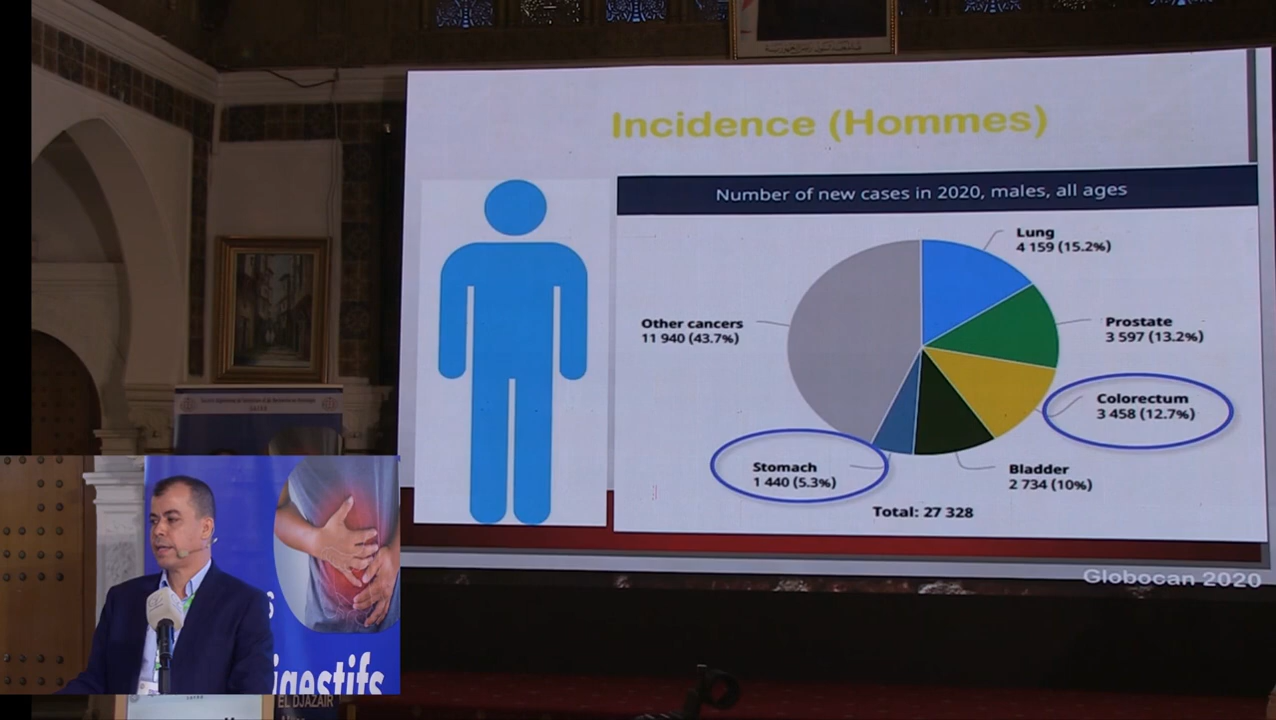 Incidence (Hommes)
Number of new cases in 2020, males, all ages
Lung
4 159 (15.2%)
Other cancers
11 940 (43.7%)
Prostate
3 597 (13.2%)
Colorectum
3 458 (12.7%)
Stomach
1 440 (5.3%)
Bladder
2 734 (10%)
Total: 27 328
Globocan 2020
igestifs
EL DJAZAIR